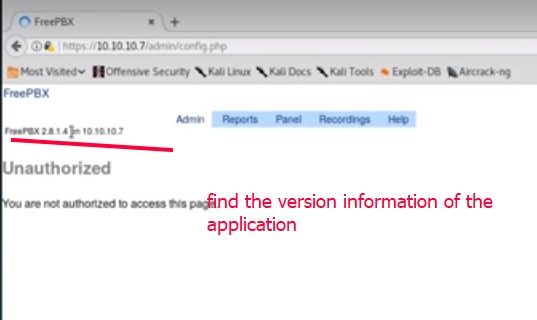 FreePBX
https://10.10.10.7/admin/config.php
Most Visited Offensive Security Kali Linux Kali Docs Kali Tools Exploit-DB Aircrack-ng
FreePBX
Admin Reports Panel Recordings Help
FreePBX 2.8.1.4 on 10.10.10.7
Unauthorized
You are not authorized to access this page.
find the version information of the
application